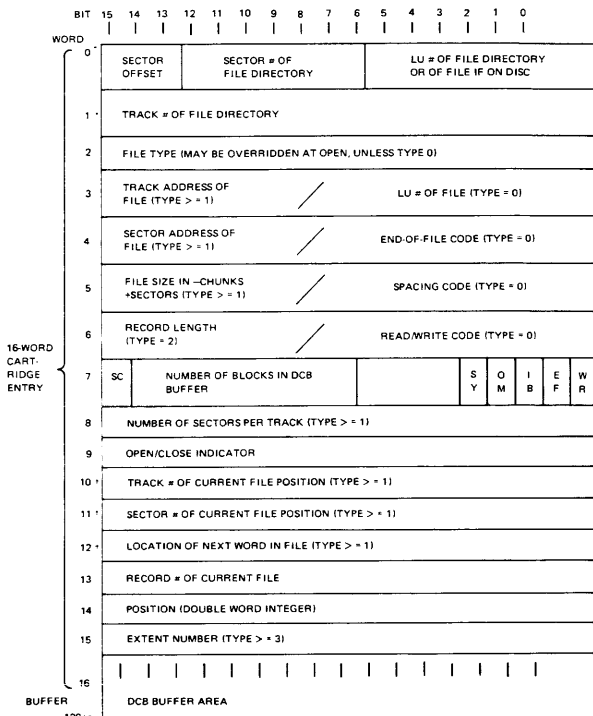 BIT 15 14 13 12 11 10 9 8 7 6 5 4 3 2 1 0
WORD
0 SECTOR OFFSET SECTOR # OF FILE DIRECTORY LU # OF FILE DIRECTORY OR OF FILE IF ON DISC
1 TRACK # OF FILE DIRECTORY
2 FILE TYPE (MAY BE OVERRIDDEN AT OPEN, UNLESS TYPE 0)
3 TRACK ADDRESS OF FILE (TYPE > = 1) / LU # OF FILE (TYPE = 0)
4 SECTOR ADDRESS OF FILE (TYPE > = 1) / END-OF-FILE CODE (TYPE = 0)
5 FILE SIZE IN –CHUNKS +SECTORS (TYPE > = 1) / SPACING CODE (TYPE = 0)
6 RECORD LENGTH (TYPE = 2) / READ/WRITE CODE (TYPE = 0)
16-WORD
CART-
RIDGE
ENTRY
7 SC NUMBER OF BLOCKS IN DCB BUFFER SY OM IB EF WR
8 NUMBER OF SECTORS PER TRACK (TYPE > = 1)
9 OPEN/CLOSE INDICATOR
10 TRACK # OF CURRENT FILE POSITION (TYPE > = 1)
11 SECTOR # OF CURRENT FILE POSITION (TYPE > = 1)
12 LOCATION OF NEXT WORD IN FILE (TYPE > = 1)
13 RECORD # OF CURRENT FILE
14 POSITION (DOUBLE WORD INTEGER)
15 EXTENT NUMBER (TYPE > = 3)
16
BUFFER DCB BUFFER AREA